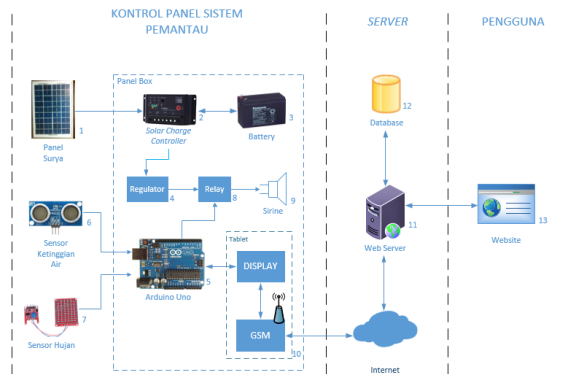 KONTROL PANEL SISTEM
PEMANTAU
SERVER
PENGGUNA
Panel Box
1
Panel
Surya
2
Solar Charge
Controller
3
Battery
12
Database
Regulator
4
Relay
8
9
Sirine
6
Sensor
Ketinggian
Air
11
Web Server
13
Website
Tablet
5
Arduino Uno
DISPLAY
7
Sensor Hujan
GSM
10
Internet